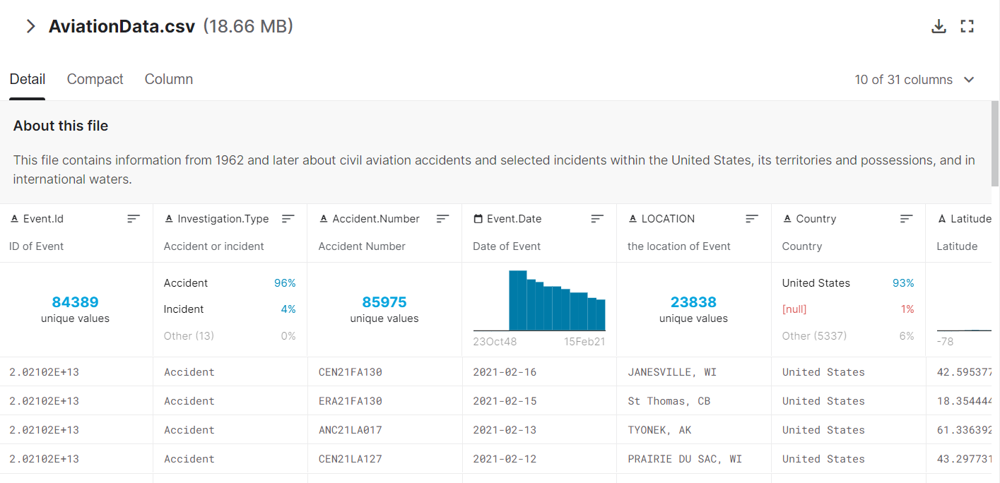 AviationData.csv (18.66 MB)
Detail Compact Column 10 of 31 columns
About this file
This file contains information from 1962 and later about civil aviation accidents and selected incidents within the United States, its territories and possessions, and in
international waters.
Event.Id Investigation.Type Accident.Number Event.Date LOCATION Country Latitude
ID of Event Accident or incident Accident Number Date of Event the location of Event Country Latitude
84389
unique values
Accident 96%
Incident 4%
Other (13) 0%
85975
unique values
23Oct48 15Feb21
23838
unique values
United States 93%
[null] 1%
Other (5337) 6%
-78
2.02102E+13 Accident CEN21FA130 2021-02-16 JANESVILLE, WI United States 42.595377
2.02102E+13 Accident ERA21FA130 2021-02-15 St Thomas, CB United States 18.354444
2.02102E+13 Accident ANC21LA017 2021-02-13 TYONEK, AK United States 61.336392
2.02102E+13 Accident CEN21LA127 2021-02-12 PRAIRIE DU SAC, WI United States 43.297731